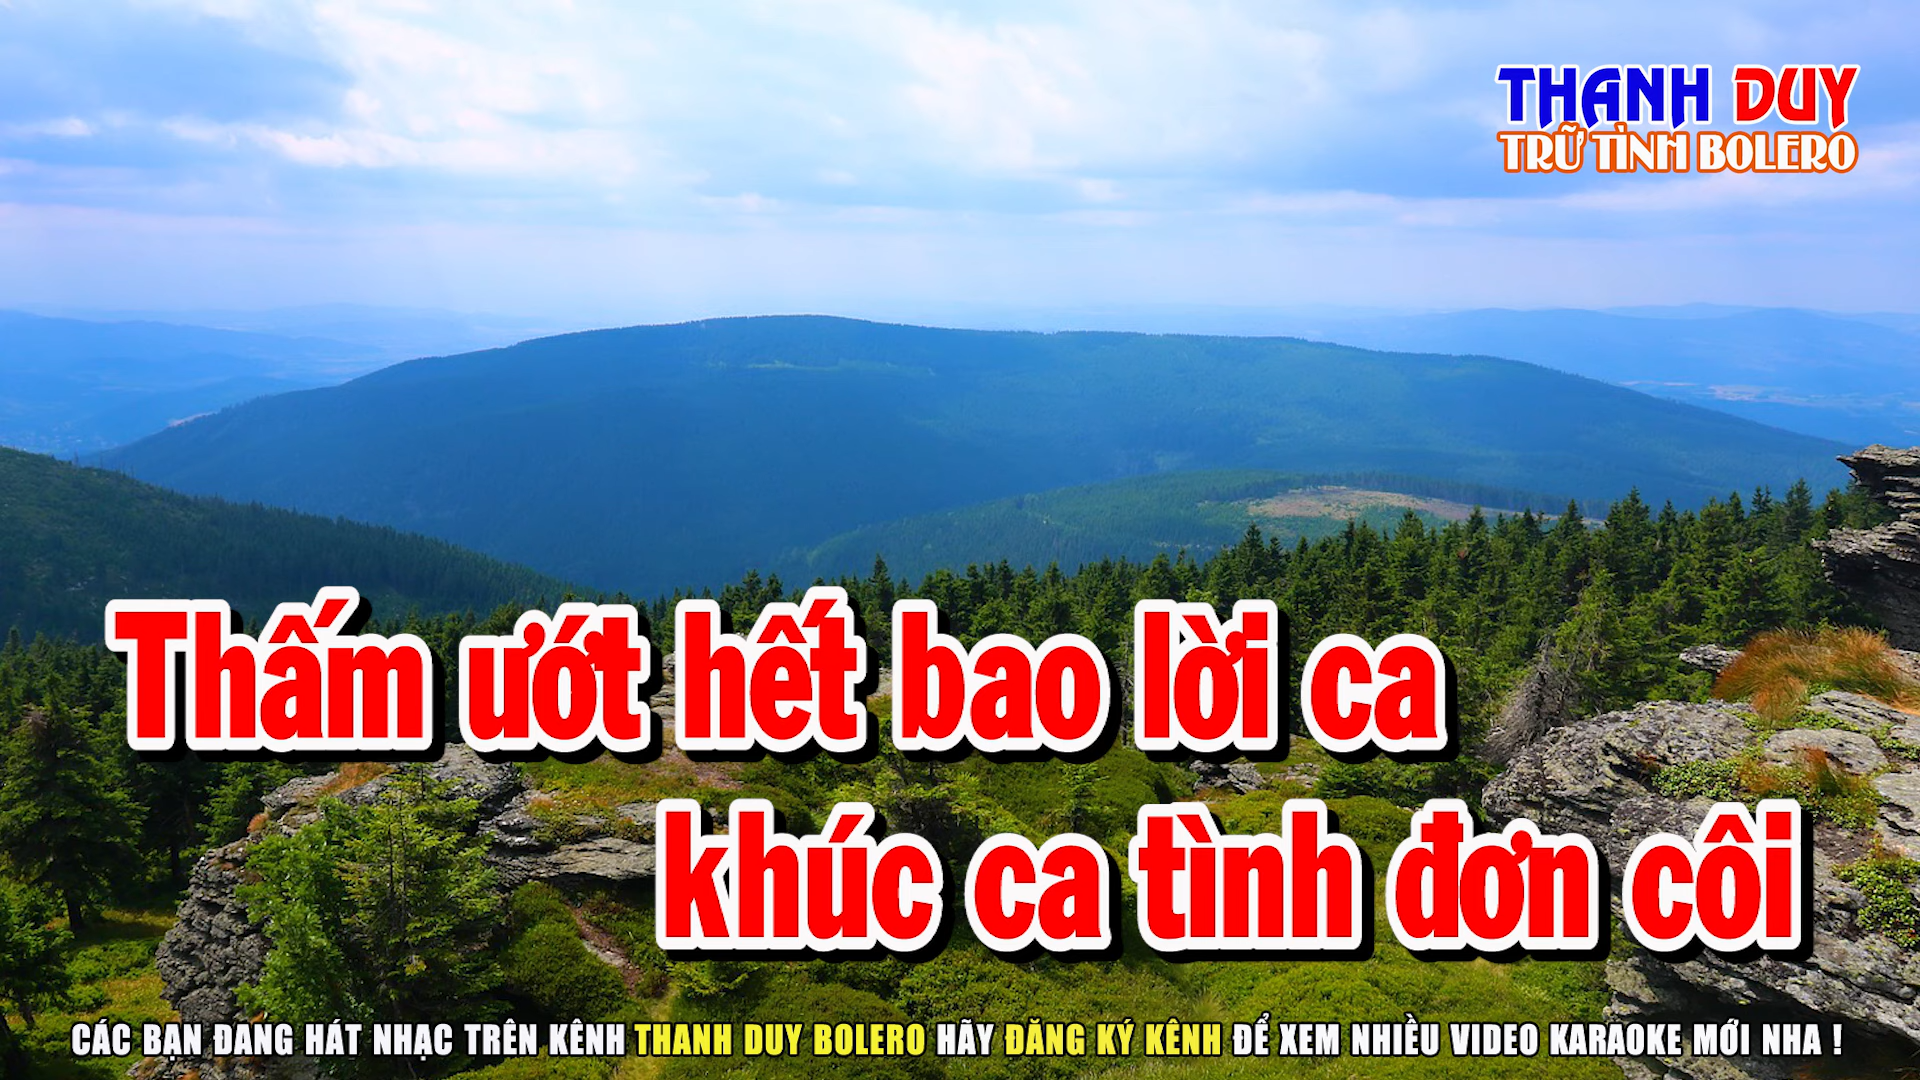 THANH DUY
TRỮ TÌNH BOLERO
Thấm ướt hết bao lời ca
khúc ca tình đơn côi
CÁC BẠN ĐANG HÁT NHẠC TRÊN KÊNH THANH DUY BOLERO HÃY ĐĂNG KÝ KÊNH ĐỂ XEM NHIỀU VIDEO KARAOKE MỚI NHA !